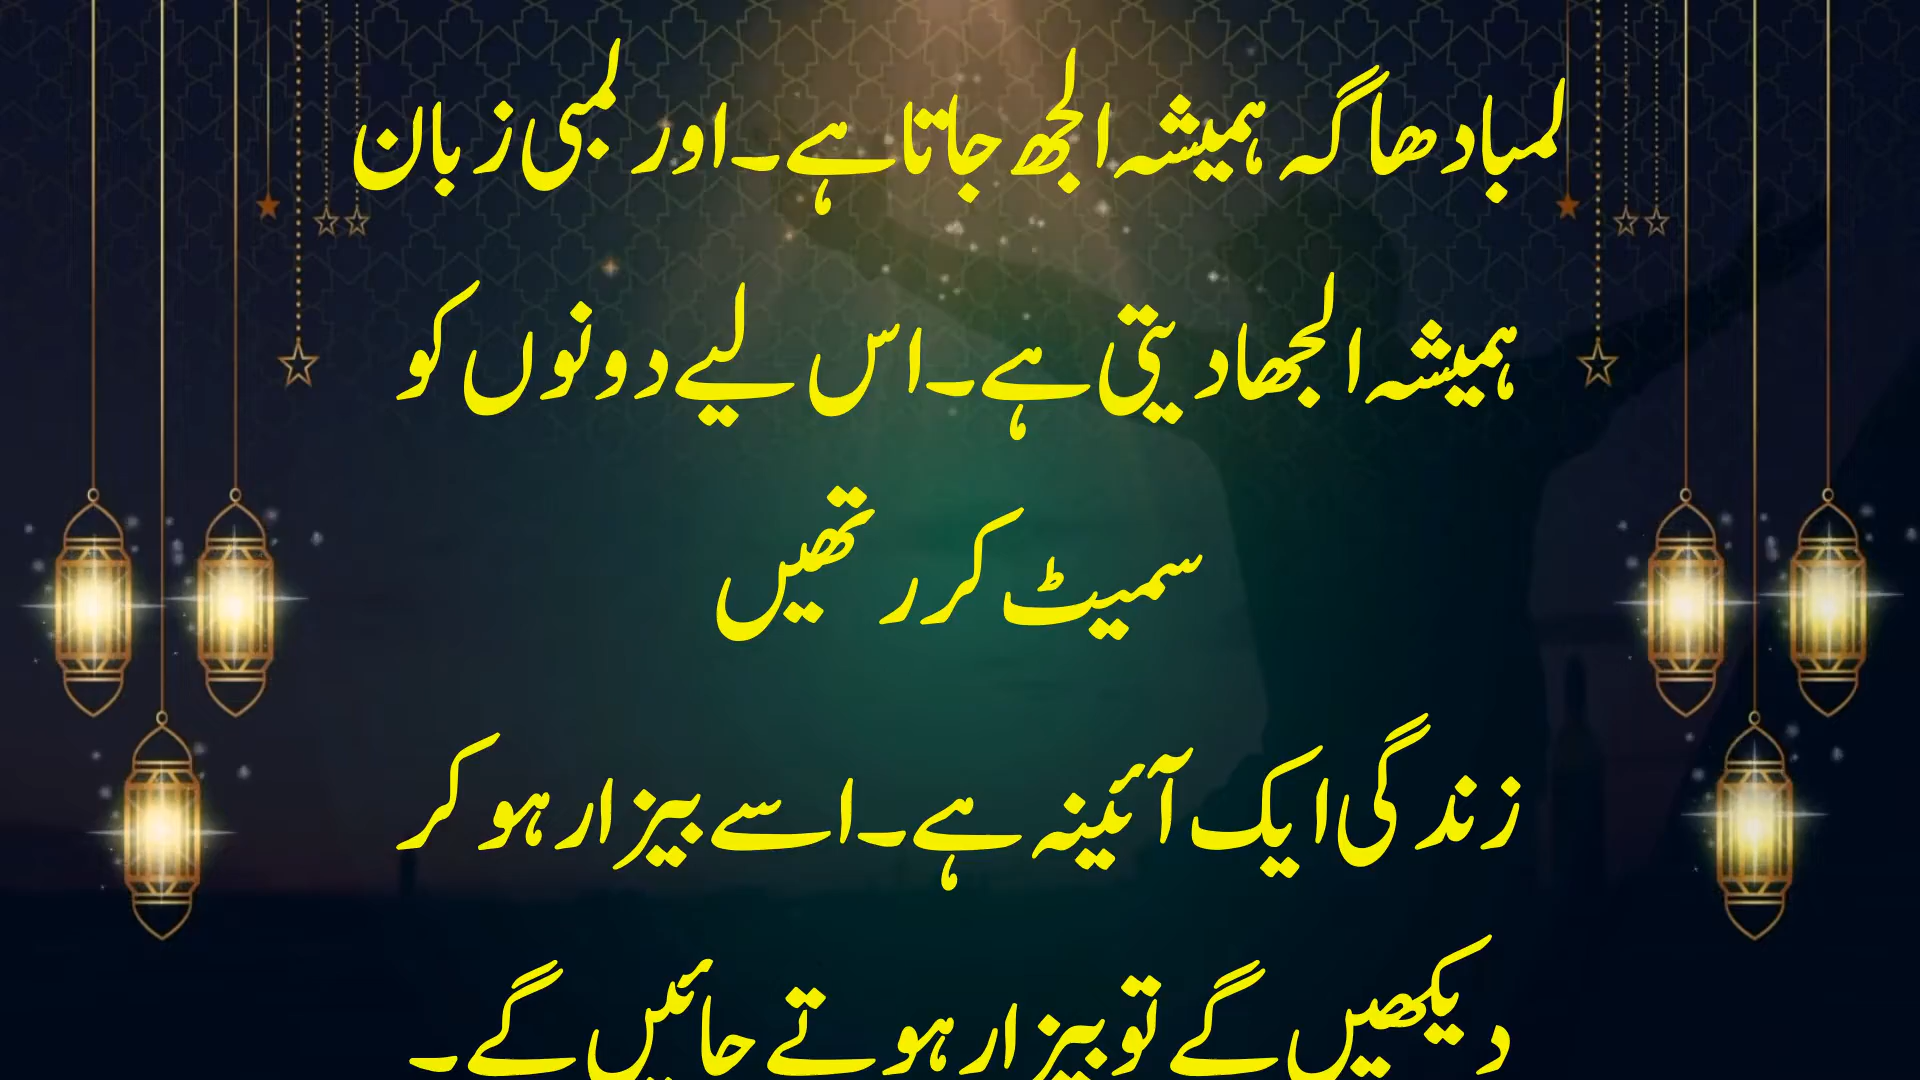 لمبا دھاگہ ہمیشہ الجھ جاتا ہے۔ اور لمبی زبان
ہمیشہ الجھا دیتی ہے۔ اس لیے دونوں کو
سمیٹ کر رتھیں
زندگی ایک آئینہ ہے۔ اسے بیزار ہو کر
دیکھیں گے تو بیزار ہوتے جائیں گے۔